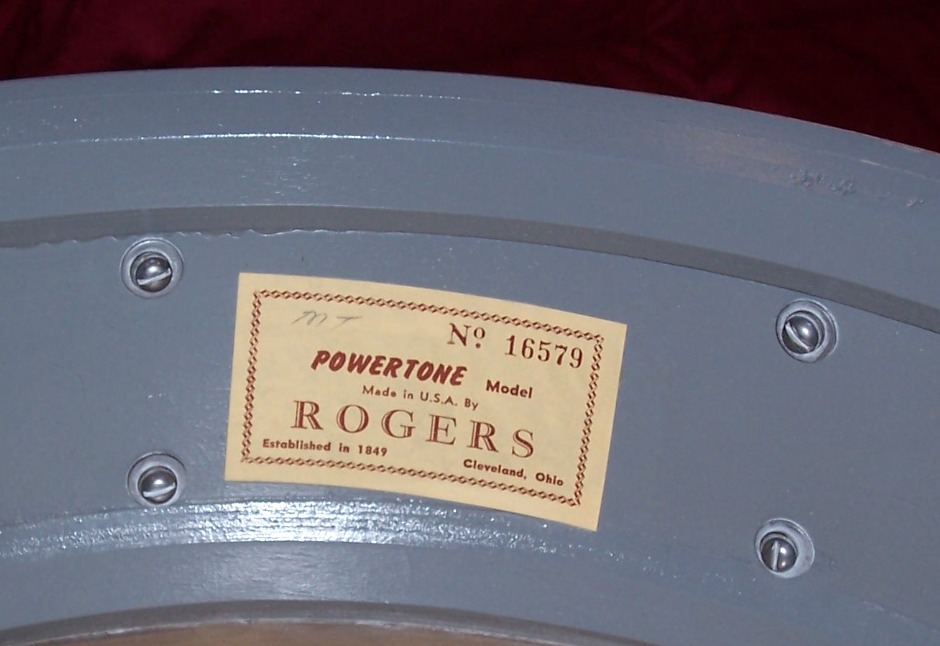 MT
Nº 16579
POWERTONE Model
Made in U.S.A. By
ROGERS
Established in 1849
Cleveland, Ohio